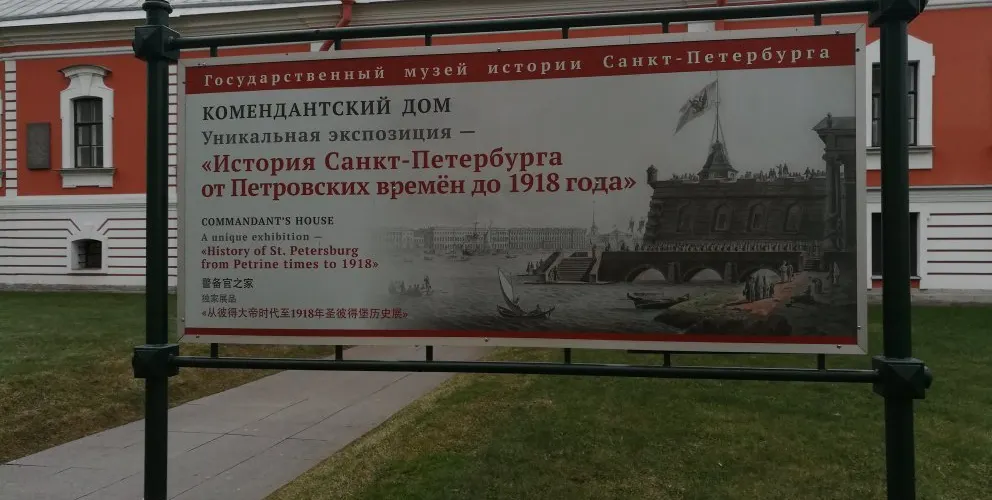 Государственный музей истории Санкт-Петербурга
КОМЕНДАНТСКИЙ ДОМ
Уникальная экспозиция —
«История Санкт-Петербурга
от Петровских времён до 1918 года»
COMMANDANT'S HOUSE
A unique exhibition —
«History of St. Petersburg
from Petrine times to 1918»
警备官之家
独家展品
«从彼得大帝时代至1918年圣彼得堡历史展»